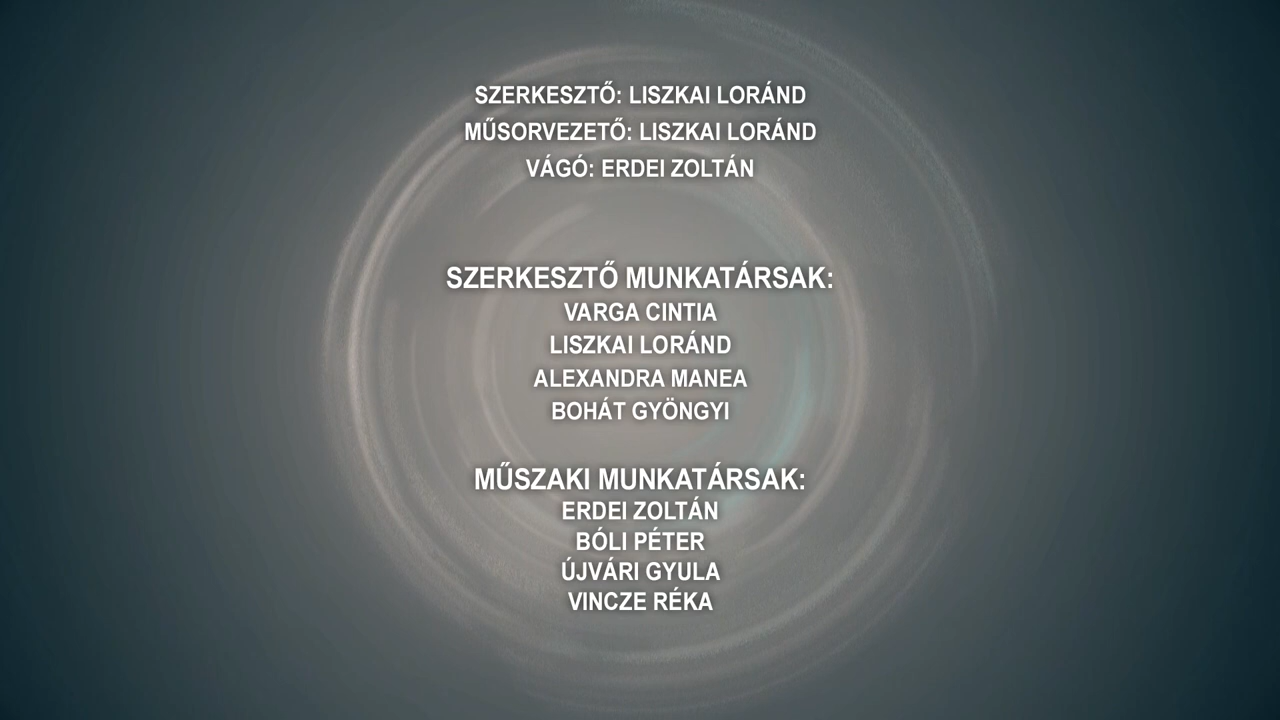 SZERKESZTŐ: LISZKAI LORÁND
MŰSORVEZETŐ: LISZKAI LORÁND
VÁGÓ: ERDEI ZOLTÁN
SZERKESZTŐ MUNKATÁRSAK:
VARGA CINTIA
LISZKAI LORÁND
ALEXANDRA MANEA
BOHÁT GYÖNGYI
MŰSZAKI MUNKATÁRSAK:
ERDEI ZOLTÁN
BÓLI PÉTER
ÚJVÁRI GYULA
VINCZE RÉKA